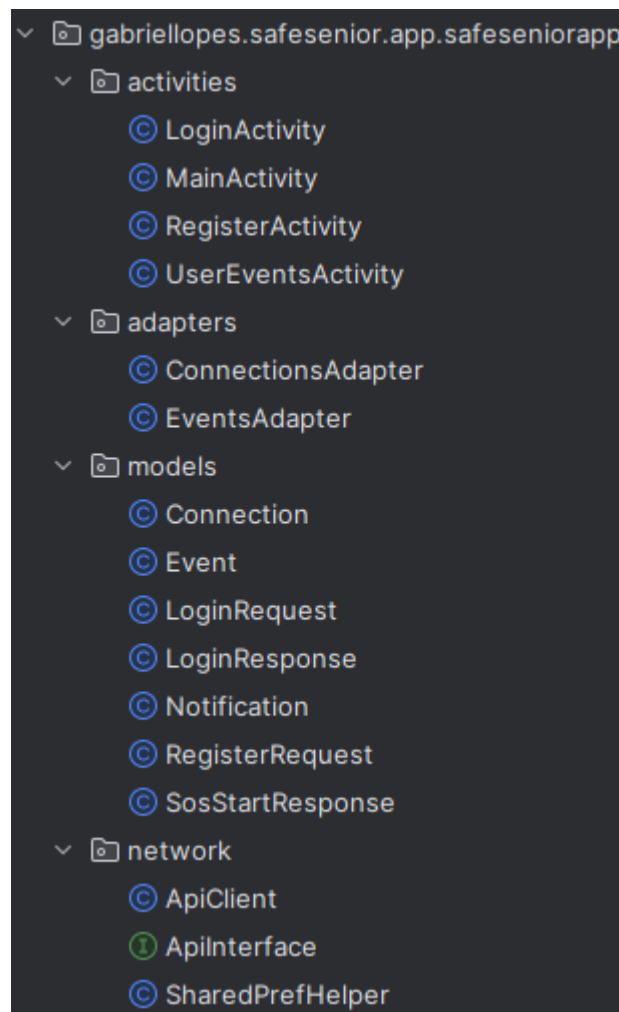 gabriellopes.safesenior.app.safeseniorapp
activities
LoginActivity
MainActivity
RegisterActivity
UserEventsActivity
adapters
ConnectionsAdapter
EventsAdapter
models
Connection
Event
LoginRequest
LoginResponse
Notification
RegisterRequest
SosStartResponse
network
ApiClient
ApiInterface
SharedPrefHelper